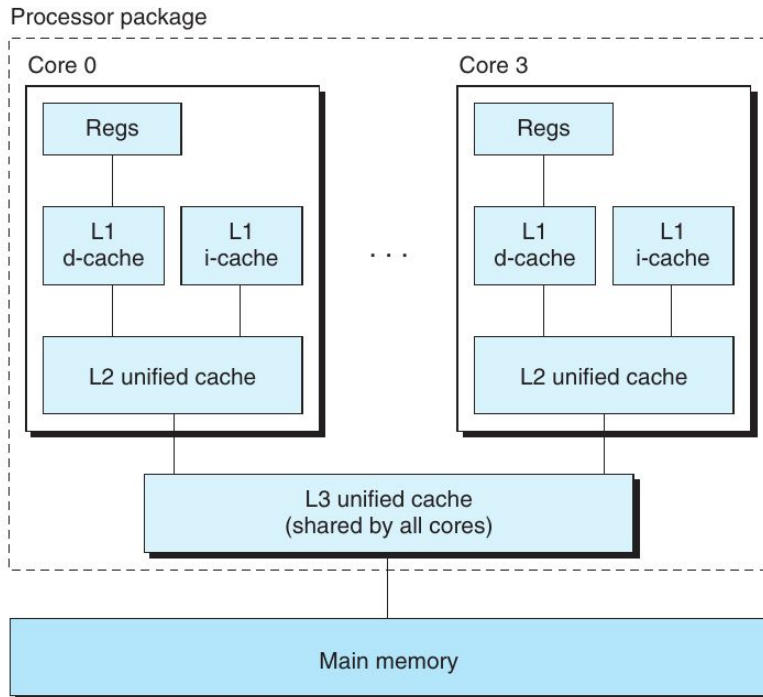 Processor package
Core 0
Regs
L1
d-cache
L1
i-cache
L2 unified cache
. . .
Core 3
Regs
L1
d-cache
L1
i-cache
L2 unified cache
L3 unified cache
(shared by all cores)
Main memory